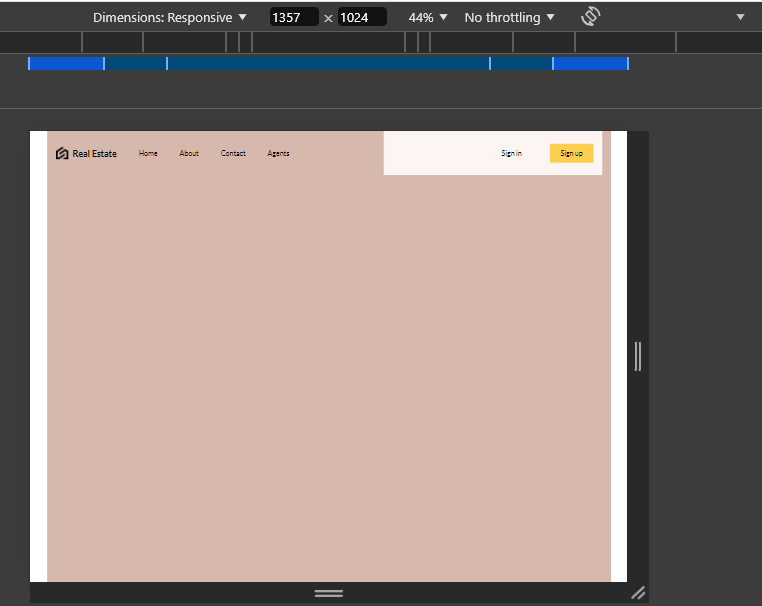 Dimensions: Responsive 1357 × 1024 44% No throttling
Real Estate Home About Contact Agents Sign in Sign up